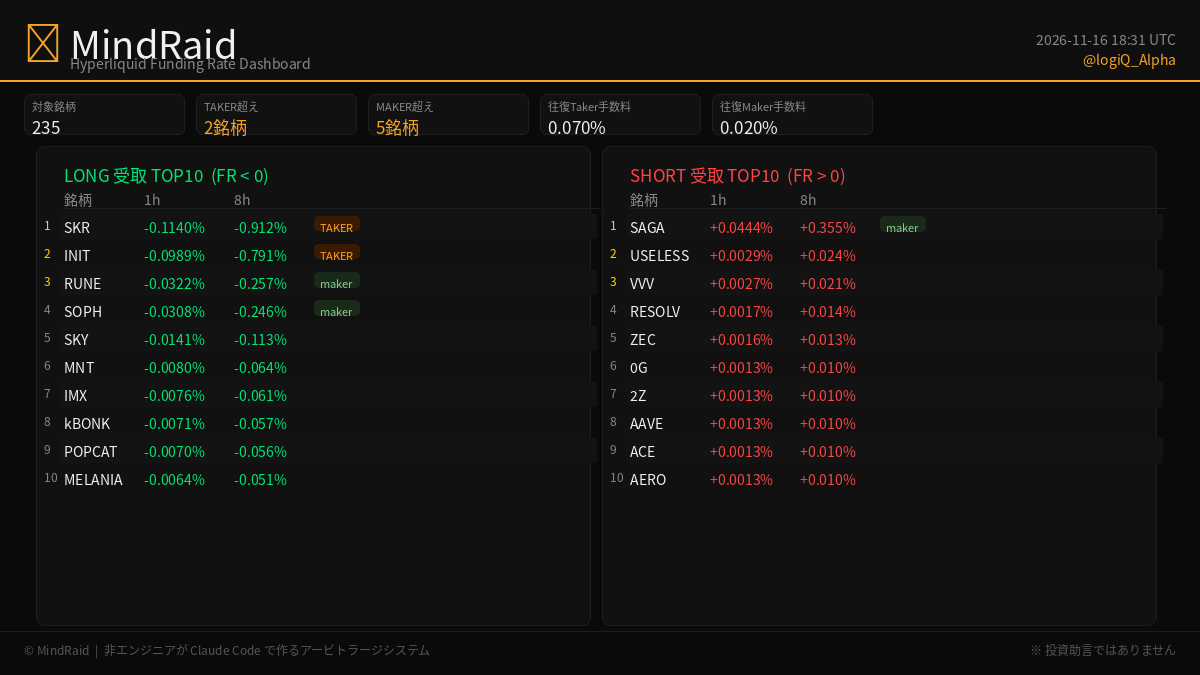 MindRaid
Hyperliquid Funding Rate Dashboard
2026-11-16 18:31 UTC
@logiQ_Alpha
対象銘柄
235
TAKER超え
2銘柄
MAKER超え
5銘柄
往復Taker手数料
0.070%
往復Maker手数料
0.020%
LONG 受取 TOP10 (FR < 0)
銘柄 1h 8h
1 SKR -0.1140% -0.912% TAKER
2 INIT -0.0989% -0.791% TAKER
3 RUNE -0.0322% -0.257% maker
4 SOPH -0.0308% -0.246% maker
5 SKY -0.0141% -0.113%
6 MNT -0.0080% -0.064%
7 IMX -0.0076% -0.061%
8 kBONK -0.0071% -0.057%
9 POPCAT -0.0070% -0.056%
10 MELANIA -0.0064% -0.051%
SHORT 受取 TOP10 (FR > 0)
銘柄 1h 8h
1 SAGA +0.0444% +0.355% maker
2 USELESS +0.0029% +0.024%
3 VVV +0.0027% +0.021%
4 RESOLV +0.0017% +0.014%
5 ZEC +0.0016% +0.013%
6 0G +0.0013% +0.010%
7 2Z +0.0013% +0.010%
8 AAVE +0.0013% +0.010%
9 ACE +0.0013% +0.010%
10 AERO +0.0013% +0.010%
© MindRaid | 非エンジニアが Claude Code で作るアービトラージシステム
※ 投資助言ではありません